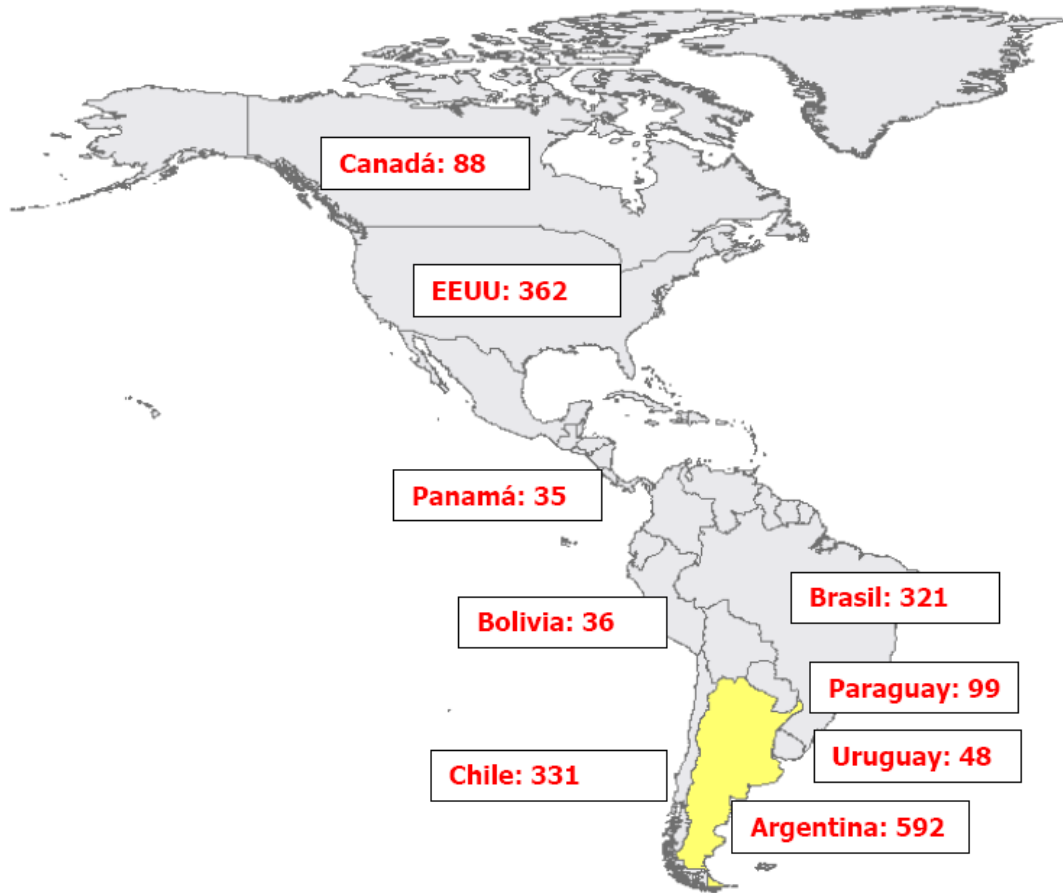 Canadá: 88
EEUU: 362
Panamá: 35
Brasil: 321
Bolivia: 36
Paraguay: 99
Uruguay: 48
Chile: 331
Argentina: 592